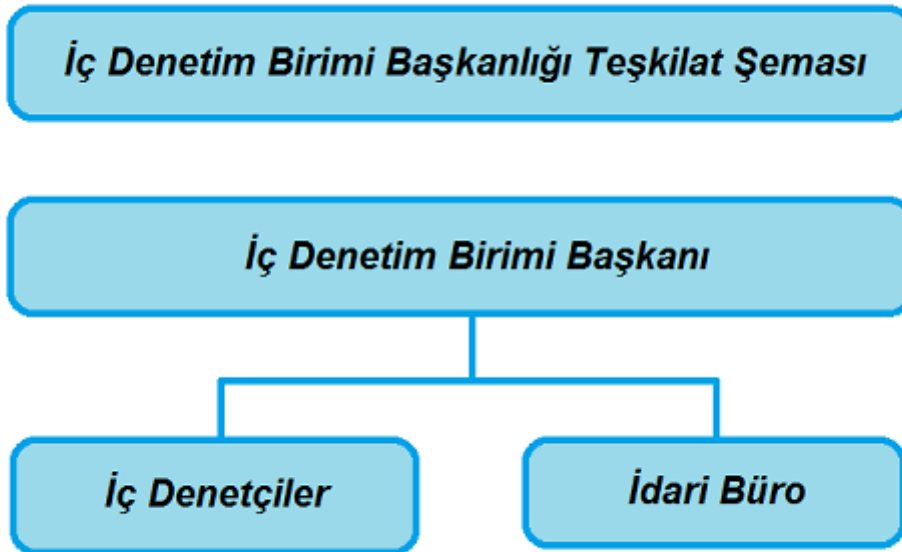 İç Denetim Birimi Başkanlığı Teşkilat Şeması
İç Denetim Birimi Başkanı
İç Denetçiler
İdari Büro